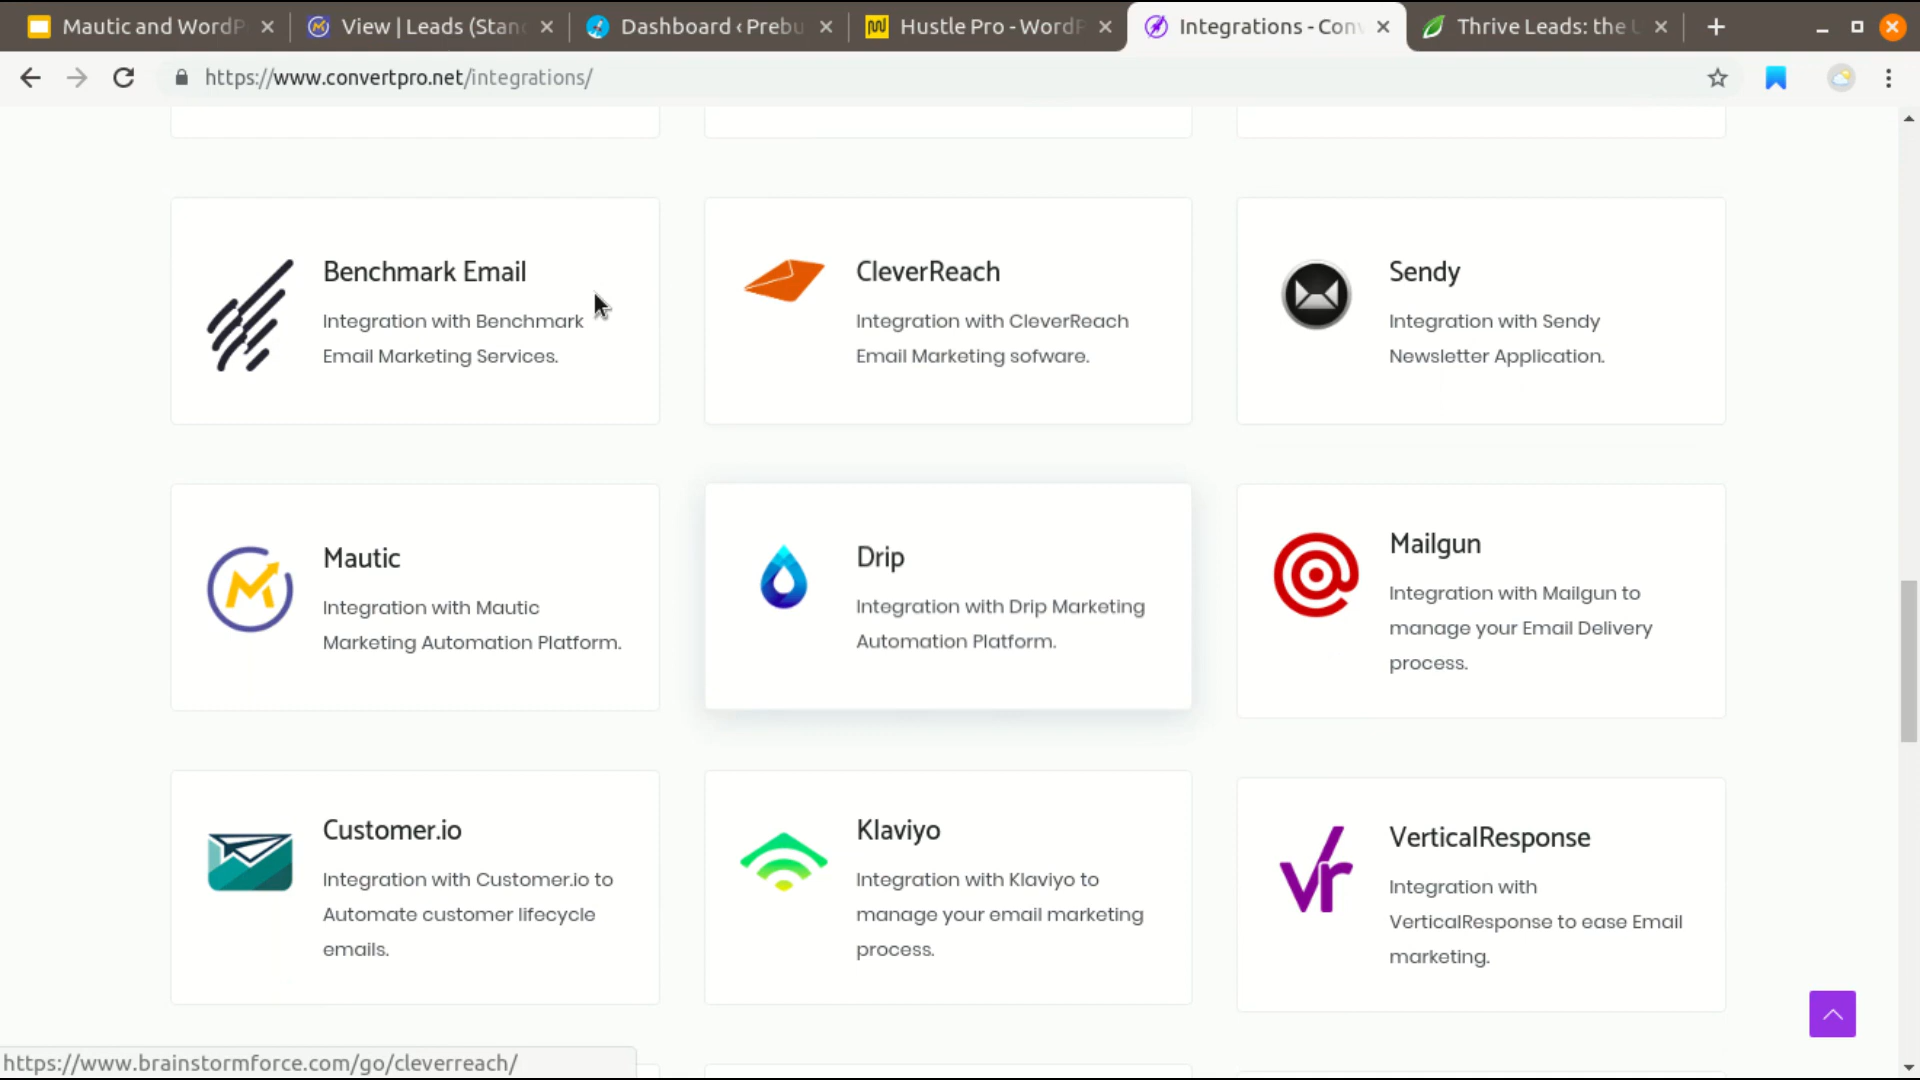 Mautic and WordP
View | Leads (Stand
Dashboard ‹ Prebu
Hustle Pro - WordP
Integrations - Conv
Thrive Leads: the U
https://www.convertpro.net/integrations/
Benchmark Email
Integration with Benchmark
Email Marketing Services.
CleverReach
Integration with CleverReach
Email Marketing sofware.
Sendy
Integration with Sendy
Newsletter Application.
Mautic
Integration with Mautic
Marketing Automation Platform.
Drip
Integration with Drip Marketing
Automation Platform.
Mailgun
Integration with Mailgun to
manage your Email Delivery
process.
Customer.io
Integration with Customer.io to
Automate customer lifecycle
emails.
Klaviyo
Integration with Klaviyo to
manage your email marketing
process.
vr
VerticalResponse
Integration with
VerticalResponse to ease Email
marketing.
https://www.brainstormforce.com/go/cleverreach/